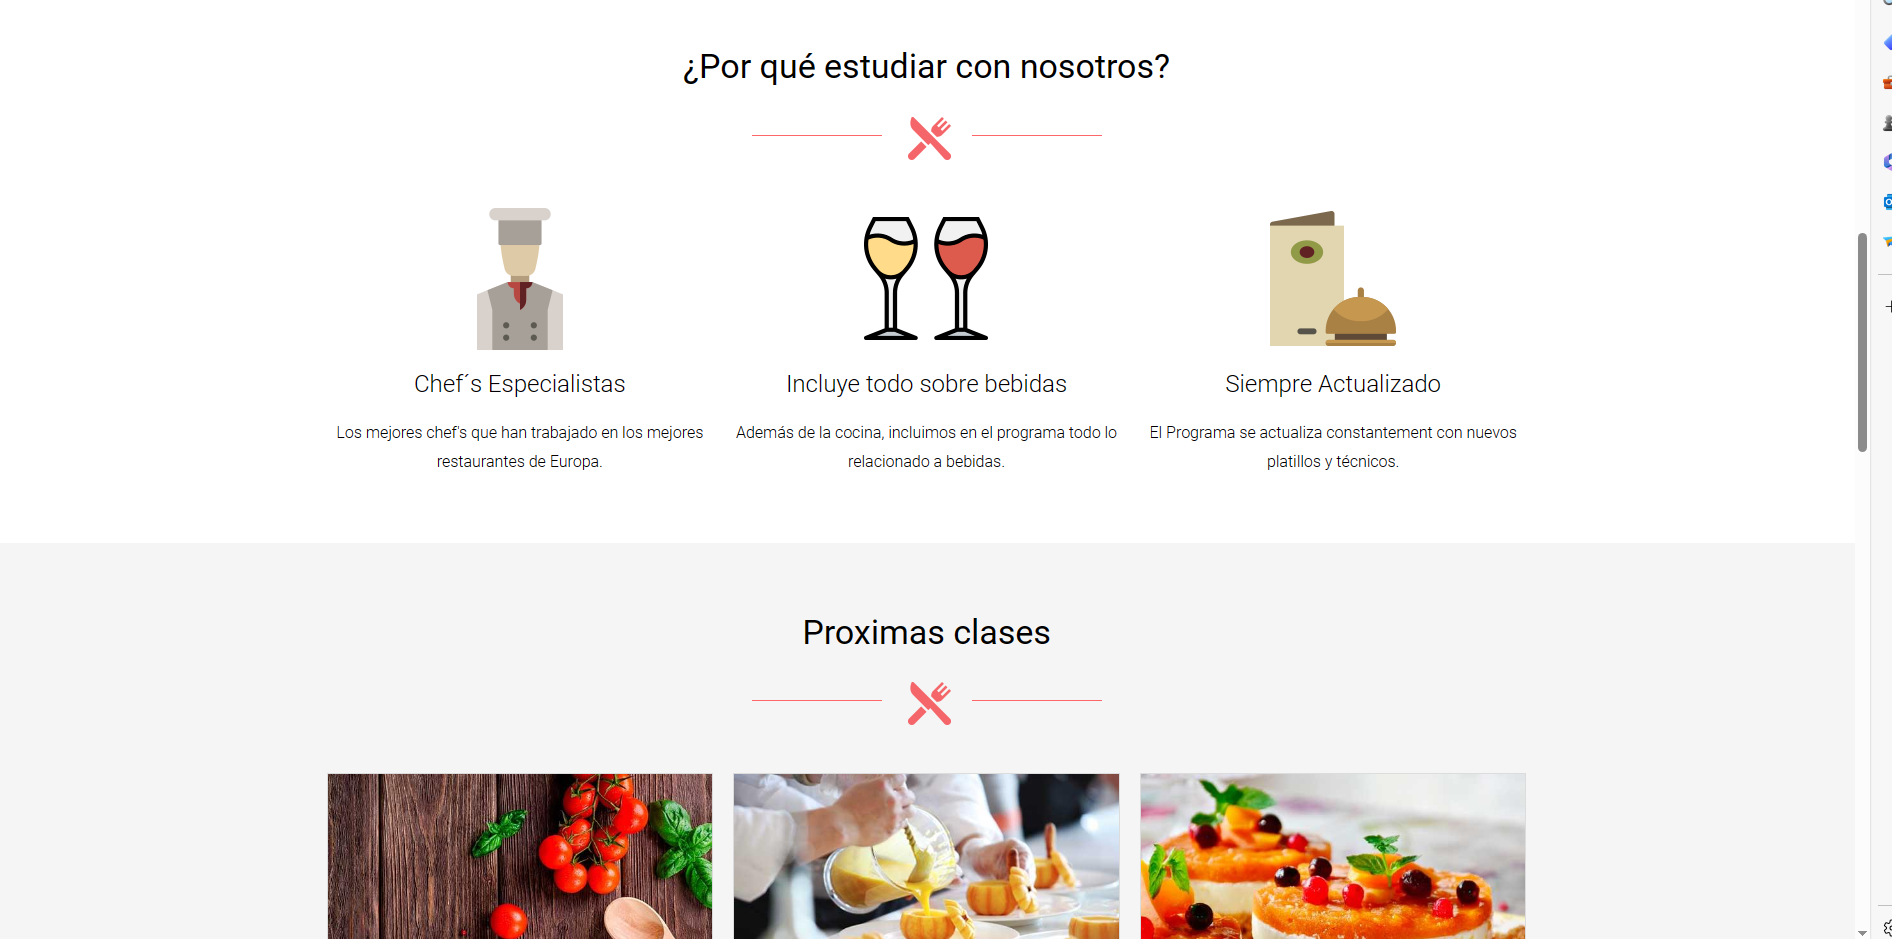 ¿Por qué estudiar con nosotros?
Chef´s Especialistas
Incluye todo sobre bebidas
Siempre Actualizado
Los mejores chef's que han trabajado en los mejores
restaurantes de Europa.
Además de la cocina, incluimos en el programa todo lo
relacionado a bebidas.
El Programa se actualiza constantement con nuevos
platillos y técnicos.
Proximas clases